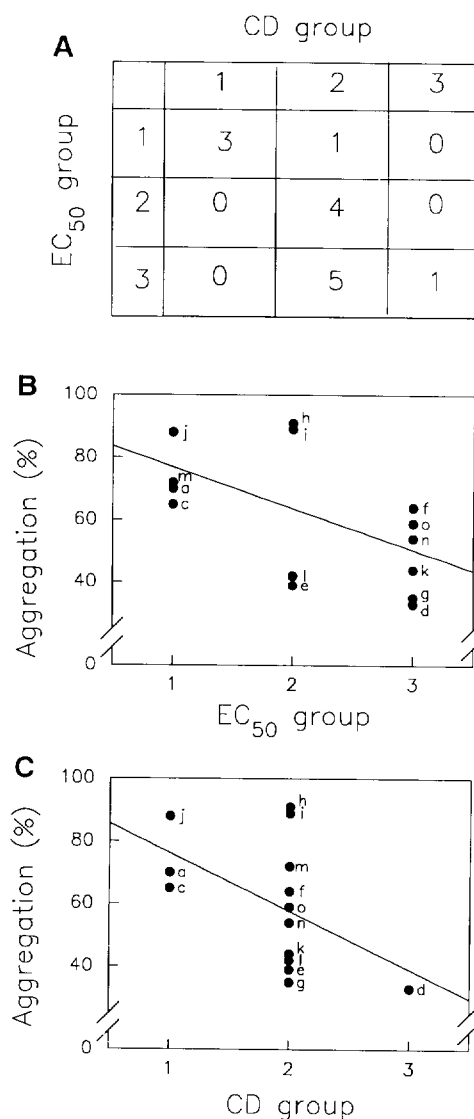 CD group
A
1 2 3
EC50 group
1 3 1 0
2 0 4 0
3 0 5 1
B
Aggregation (%)
100
80
60
40
0
j
m
a
c
h
i
l
e
f
o
n
k
g
d
1 2 3
EC50 group
C
Aggregation (%)
100
80
60
40
0
j
a
c
h
i
m
f
o
n
k
l
e
g
d
1 2 3
CD group